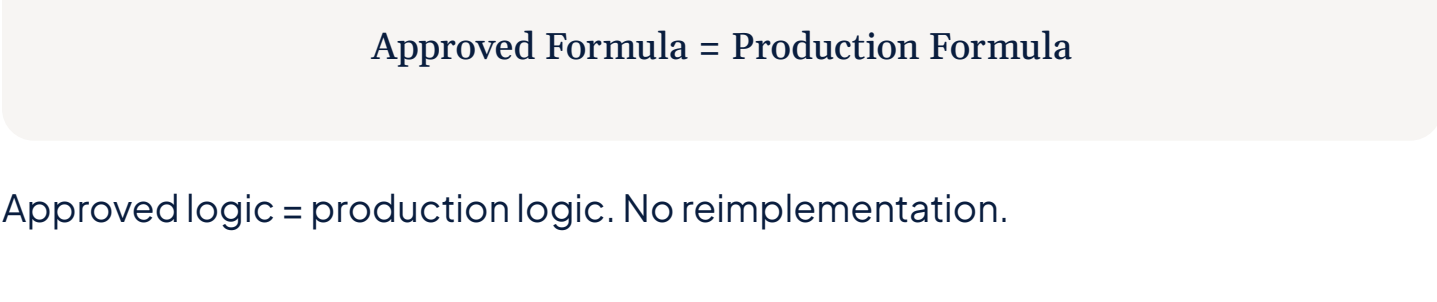 Approved Formula = Production Formula
Approved logic = production logic. No reimplementation.